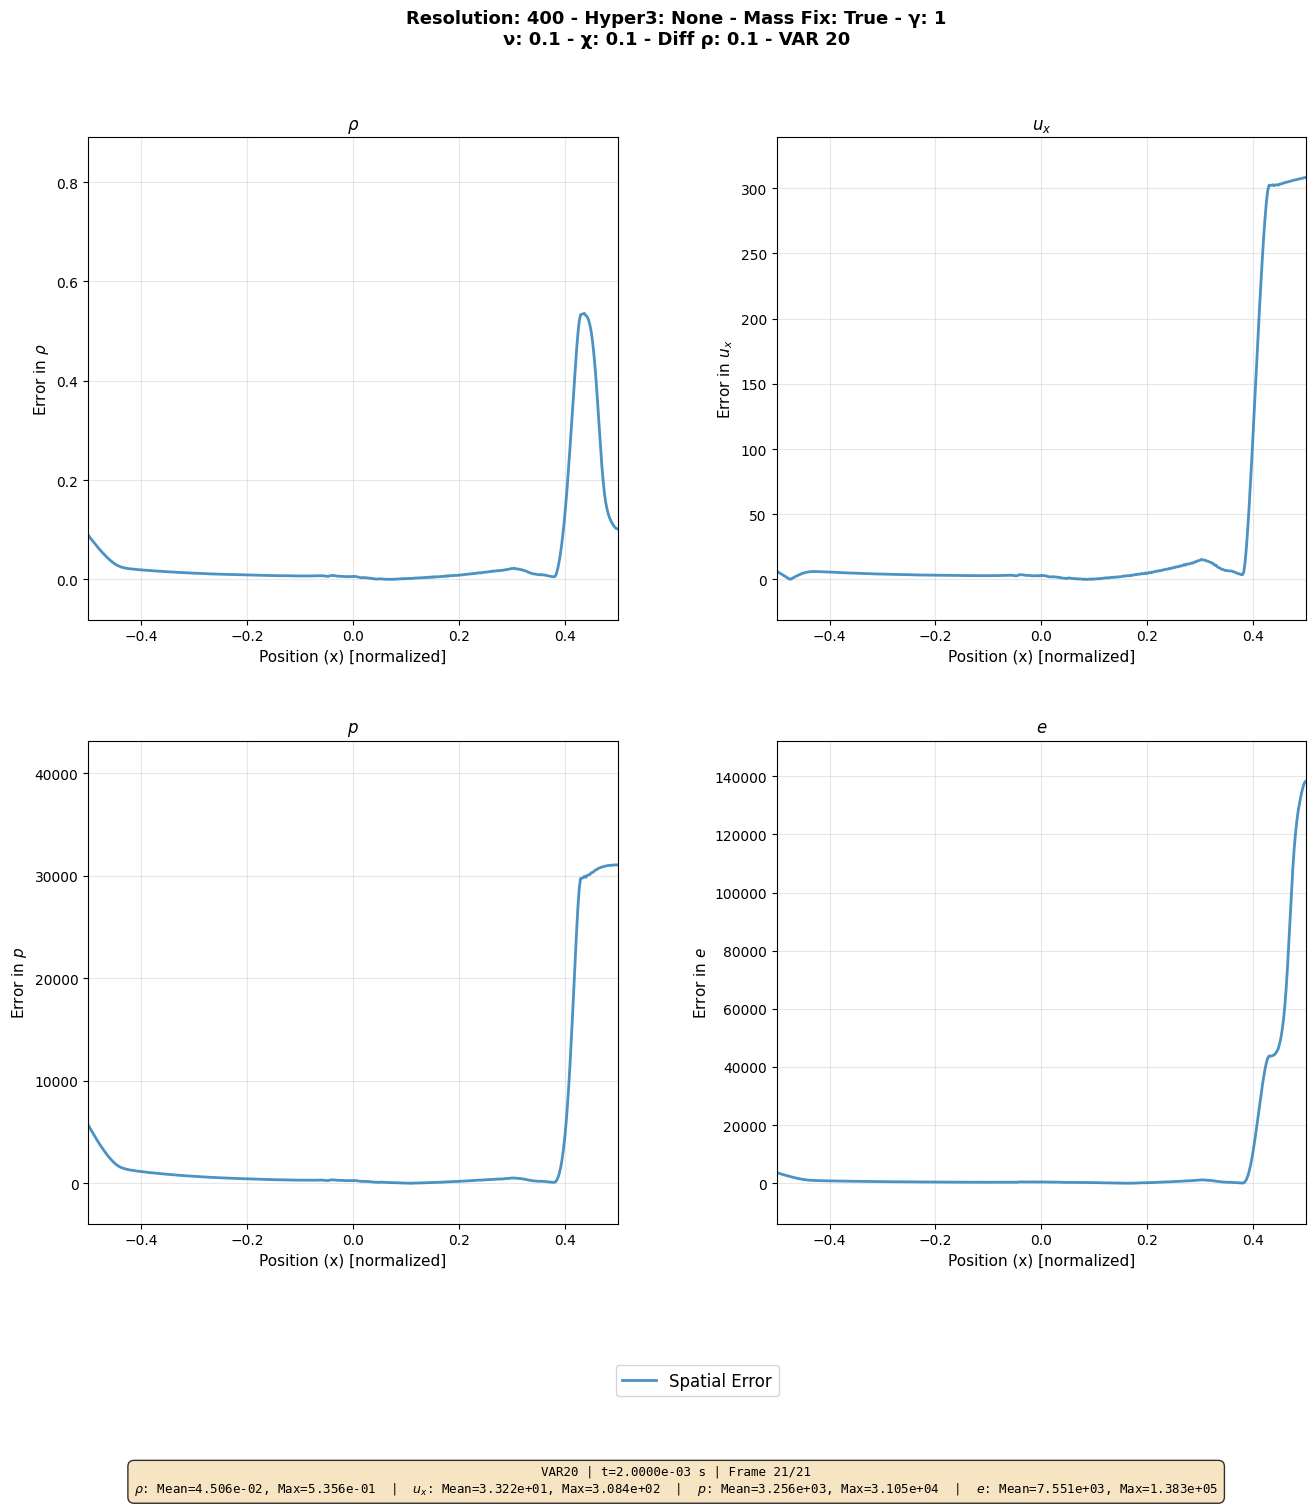 Resolution: 400 - Hyper3: None - Mass Fix: True - γ: 1
ν: 0.1 - χ: 0.1 - Diff ρ: 0.1 - VAR 20
ρ
0.8
0.6
0.4
0.2
0.0
Error in ρ
−0.4 −0.2 0.0 0.2 0.4
Position (x) [normalized]
u_x
300
250
200
150
100
50
0
Error in u_x
−0.4 −0.2 0.0 0.2 0.4
Position (x) [normalized]
p
40000
30000
20000
10000
0
Error in p
−0.4 −0.2 0.0 0.2 0.4
Position (x) [normalized]
e
140000
120000
100000
80000
60000
40000
20000
0
Error in e
−0.4 −0.2 0.0 0.2 0.4
Position (x) [normalized]
Spatial Error
VAR20 | t=2.0000e-03 s | Frame 21/21
ρ: Mean=4.506e-02, Max=5.356e-01 | u_x: Mean=3.322e+01, Max=3.084e+02 | p: Mean=3.256e+03, Max=3.105e+04 | e: Mean=7.551e+03, Max=1.383e+05